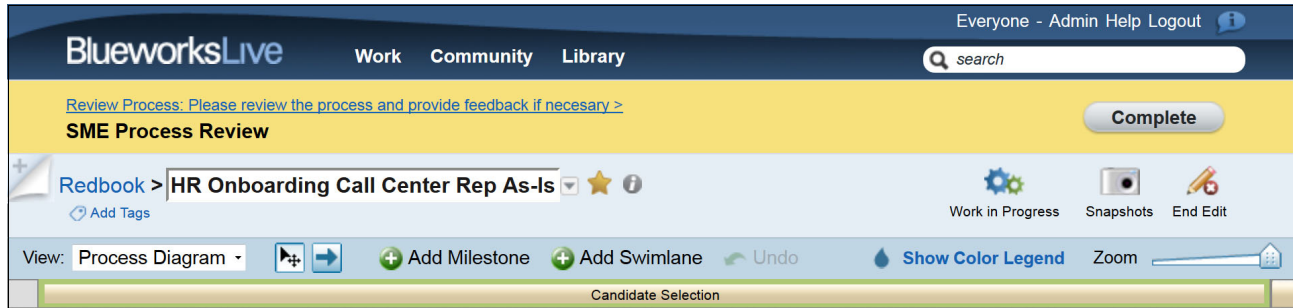 Everyone - Admin Help Logout
BlueworksLive Work Community Library search
Review Process: Please review the process and provide feedback if necesary >
SME Process Review
Complete
Redbook > HR Onboarding Call Center Rep As-Is
Add Tags
Work in Progress Snapshots End Edit
View: Process Diagram Add Milestone Add Swimlane Undo Show Color Legend Zoom
Candidate Selection